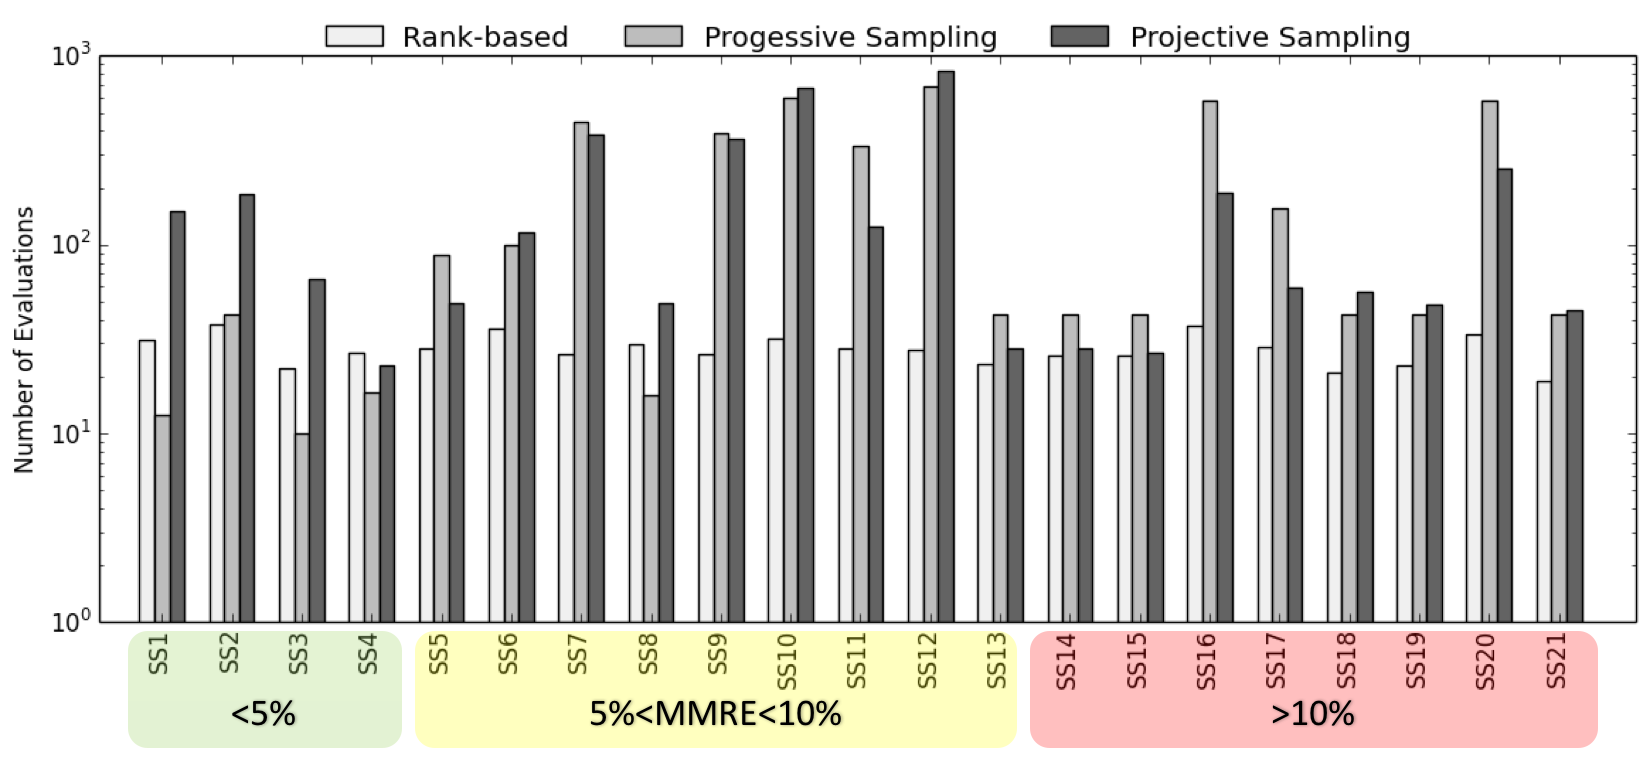 Rank-based Progessive Sampling Projective Sampling
10³
10²
10¹
10⁰
Number of Evaluations
SS1 SS2 SS3 SS4 SS5 SS6 SS7 SS8 SS9 SS10 SS11 SS12 SS13 SS14 SS15 SS16 SS17 SS18 SS19 SS20 SS21
<5% 5%<MMRE<10% >10%